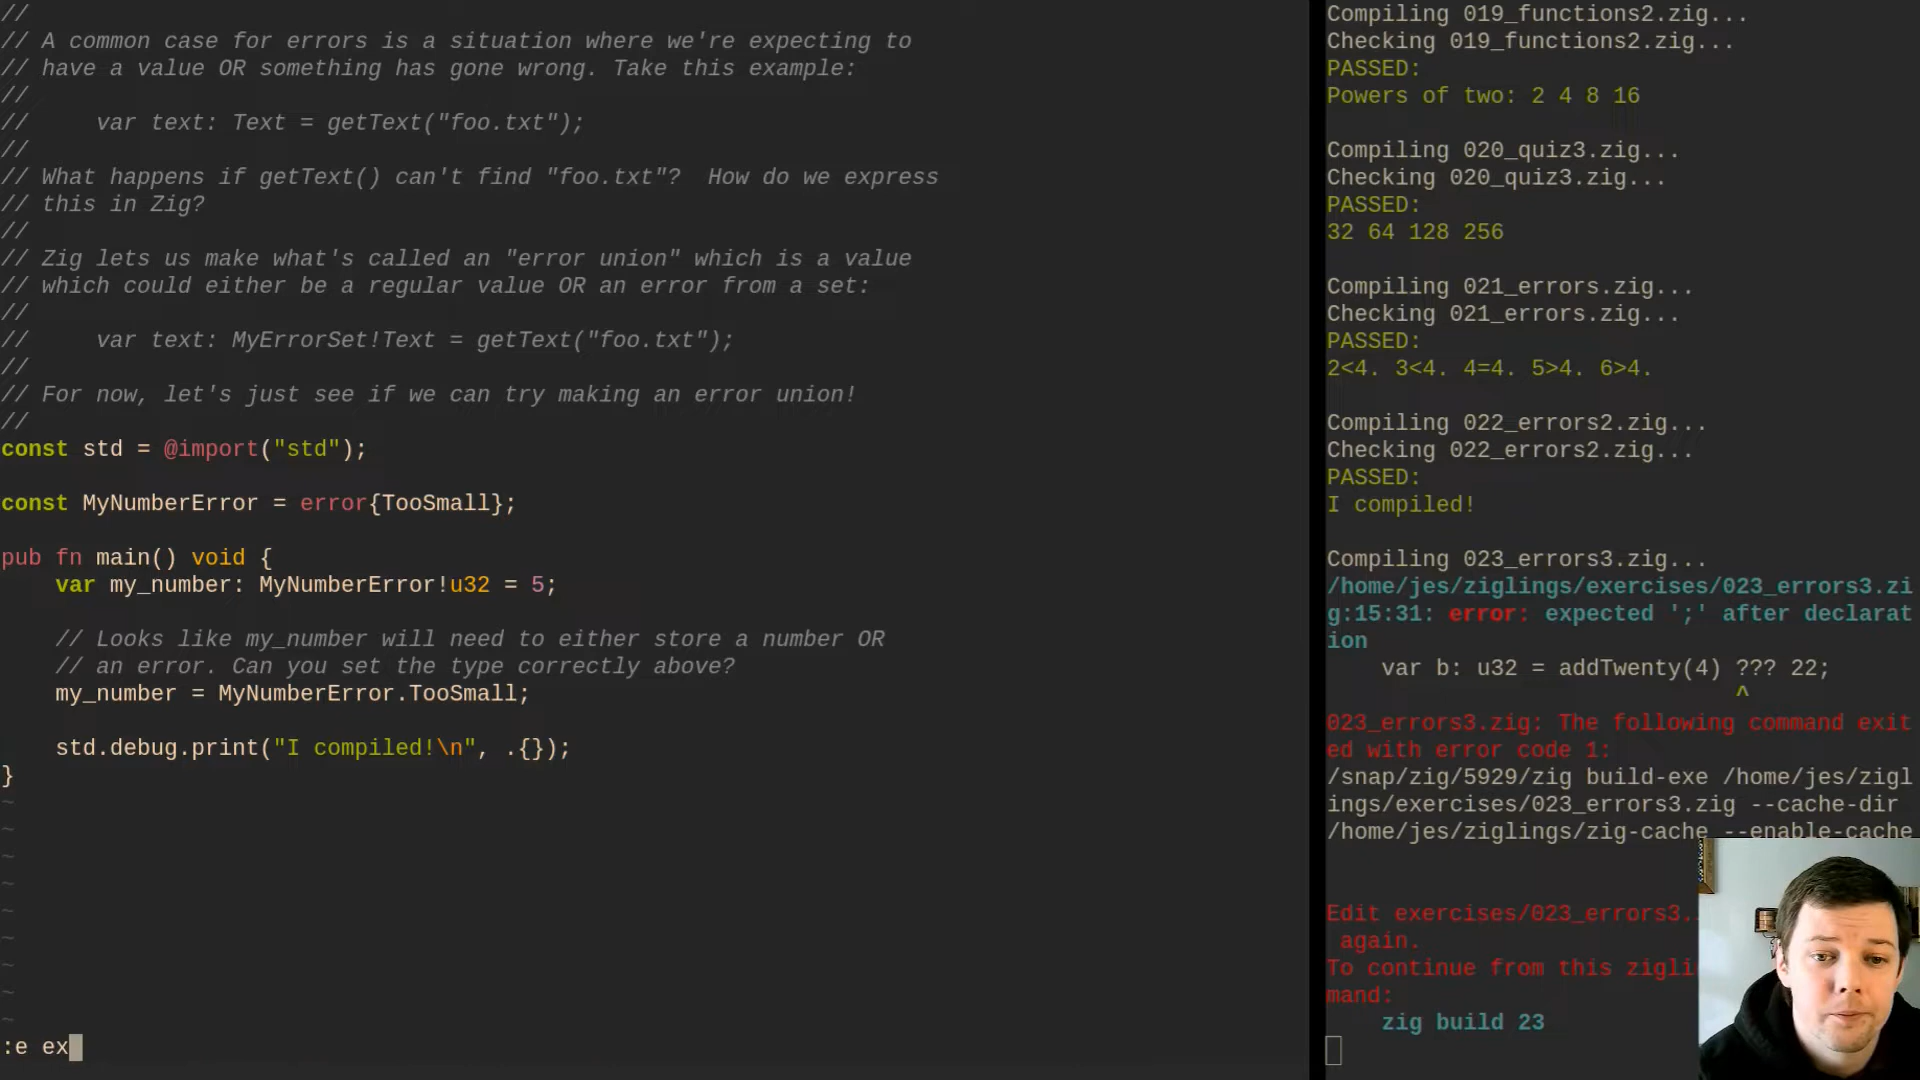 //
// A common case for errors is a situation where we're expecting to
// have a value OR something has gone wrong. Take this example:
//
//     var text: Text = getText("foo.txt");
//
// What happens if getText() can't find "foo.txt"?  How do we express
// this in Zig?
//
// Zig lets us make what's called an "error union" which is a value
// which could either be a regular value OR an error from a set:
//
//     var text: MyErrorSet!Text = getText("foo.txt");
//
// For now, let's just see if we can try making an error union!
//
const std = @import("std");

const MyNumberError = error{TooSmall};

pub fn main() void {
    var my_number: MyNumberError!u32 = 5;

    // Looks like my_number will need to either store a number OR
    // an error. Can you set the type correctly above?
    my_number = MyNumberError.TooSmall;

    std.debug.print("I compiled!\n", .{});
}
~
~
~
~
~
~
~
~
~
:e ex
Compiling 019_functions2.zig...
Checking 019_functions2.zig...
PASSED:
Powers of two: 2 4 8 16

Compiling 020_quiz3.zig...
Checking 020_quiz3.zig...
PASSED:
32 64 128 256

Compiling 021_errors.zig...
Checking 021_errors.zig...
PASSED:
2<4. 3<4. 4=4. 5>4. 6>4.

Compiling 022_errors2.zig...
Checking 022_errors2.zig...
PASSED:
I compiled!

Compiling 023_errors3.zig...
/home/jes/ziglings/exercises/023_errors3.zi
g:15:31: error: expected ';' after declarat
ion
    var b: u32 = addTwenty(4) ??? 22;
                              ^
023_errors3.zig: The following command exit
ed with error code 1:
/snap/zig/5929/zig build-exe /home/jes/zigl
ings/exercises/023_errors3.zig --cache-dir
/home/jes/ziglings/zig-cache --enable-cache

Edit exercises/023_errors3.
 again.
To continue from this zigli
mand:
    zig build 23